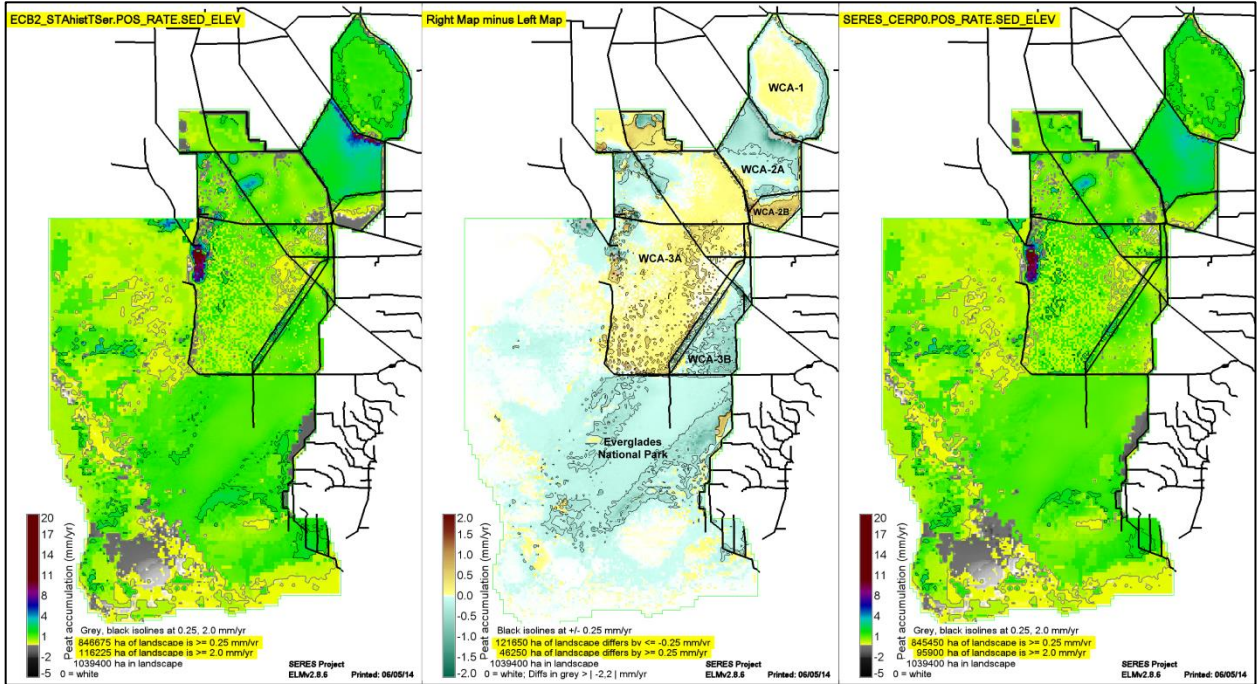 ECB2_STAhistTSer.POS_RATE.SED_ELEV
20
17
14
11
8
4
1
0
-2
-5
Peat accumulation (mm/yr)
Grey, black isolines at 0.25, 2.0 mm/yr
846675 ha of landscape is >= 0.25 mm/yr
116225 ha of landscape is >= 2.0 mm/yr
1039400 ha in landscape
0 = white
SERES Project
ELMv2.8.6 Printed: 06/05/14
Right Map minus Left Map
WCA-1
WCA-2A
WCA-2B
WCA-3A
WCA-3B
Everglades
National Park
2.0
1.5
1.0
0.5
0.0
-0.5
-1.0
-1.5
-2.0
Peat accumulation (mm/yr)
Black isolines at +/- 0.25 mm/yr
121650 ha of landscape differs by <= -0.25 mm/yr
46250 ha of landscape differs by >= 0.25 mm/yr
1039400 ha in landscape
0 = white; Diffs in grey > | -2,2 | mm/yr
SERES Project
ELMv2.8.6 Printed: 06/05/14
SERES_CERP0.POS_RATE.SED_ELEV
20
17
14
11
8
4
1
0
-2
-5
Peat accumulation (mm/yr)
Grey, black isolines at 0.25, 2.0 mm/yr
845450 ha of landscape is >= 0.25 mm/yr
95900 ha of landscape is >= 2.0 mm/yr
1039400 ha in landscape
0 = white
SERES Project
ELMv2.8.6 Printed: 06/05/14